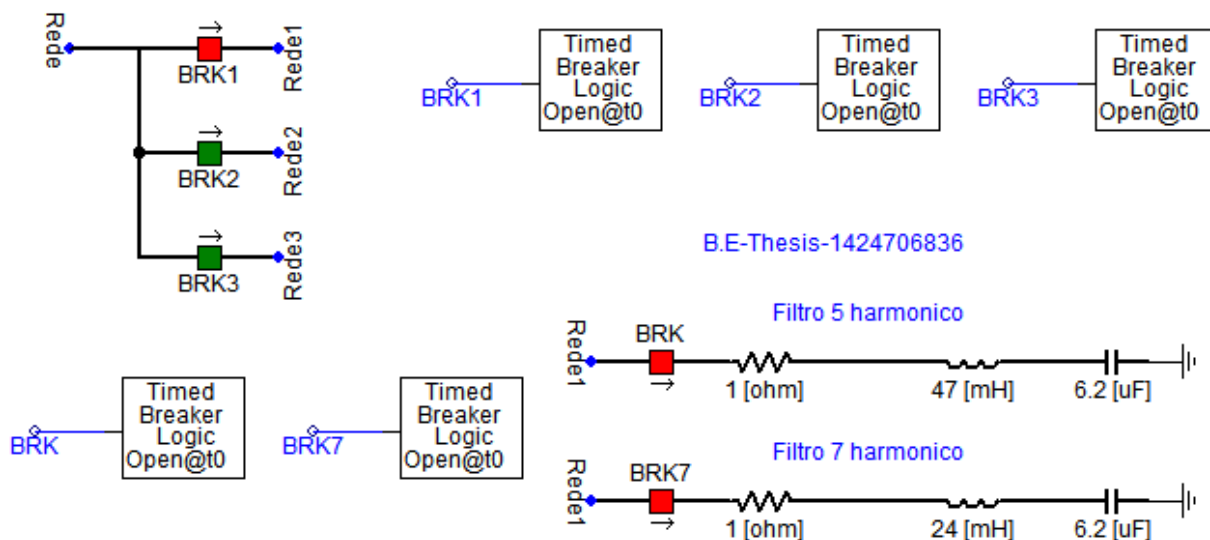 Rede
BRK1
Rede1
BRK2
Rede2
BRK3
Rede3
BRK1
Timed
Breaker
Logic
Open@t0
BRK2
Timed
Breaker
Logic
Open@t0
BRK3
Timed
Breaker
Logic
Open@t0
B.E-Thesis-1424706836
Filtro 5 harmonico
Rede1
BRK
1 [ohm]
47 [mH]
6.2 [uF]
BRK
Timed
Breaker
Logic
Open@t0
BRK7
Timed
Breaker
Logic
Open@t0
Filtro 7 harmonico
Rede1
BRK7
1 [ohm]
24 [mH]
6.2 [uF]